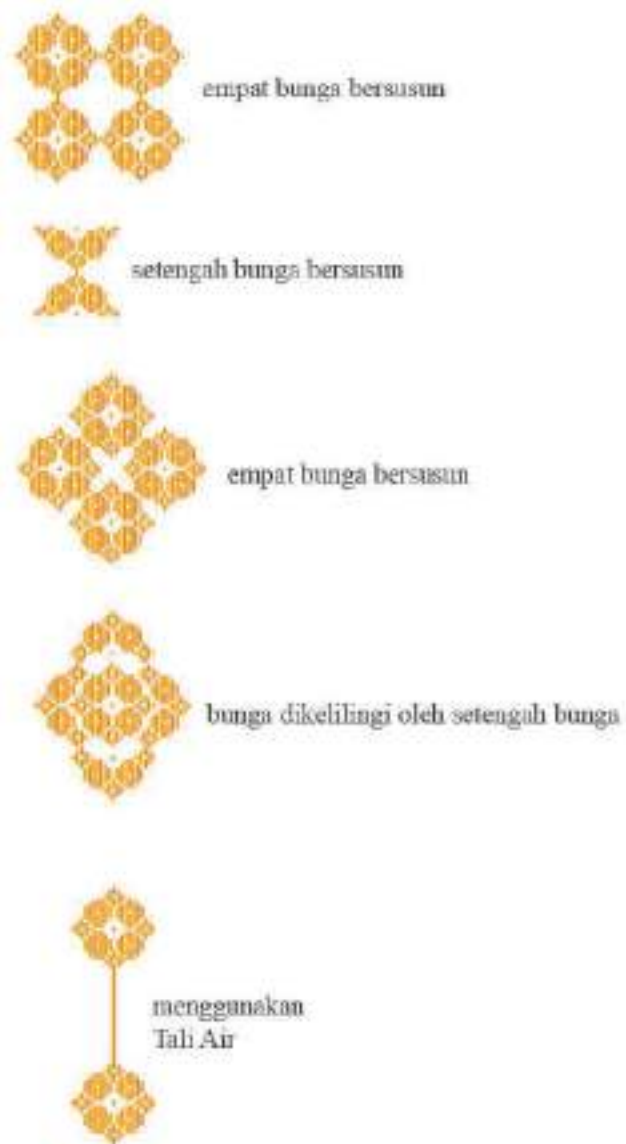 empat bunga bersusun
setengah bunga bersusun
empat bunga bersusun
bunga dikelilingi oleh setengah bunga
menggunakan
Tali Air